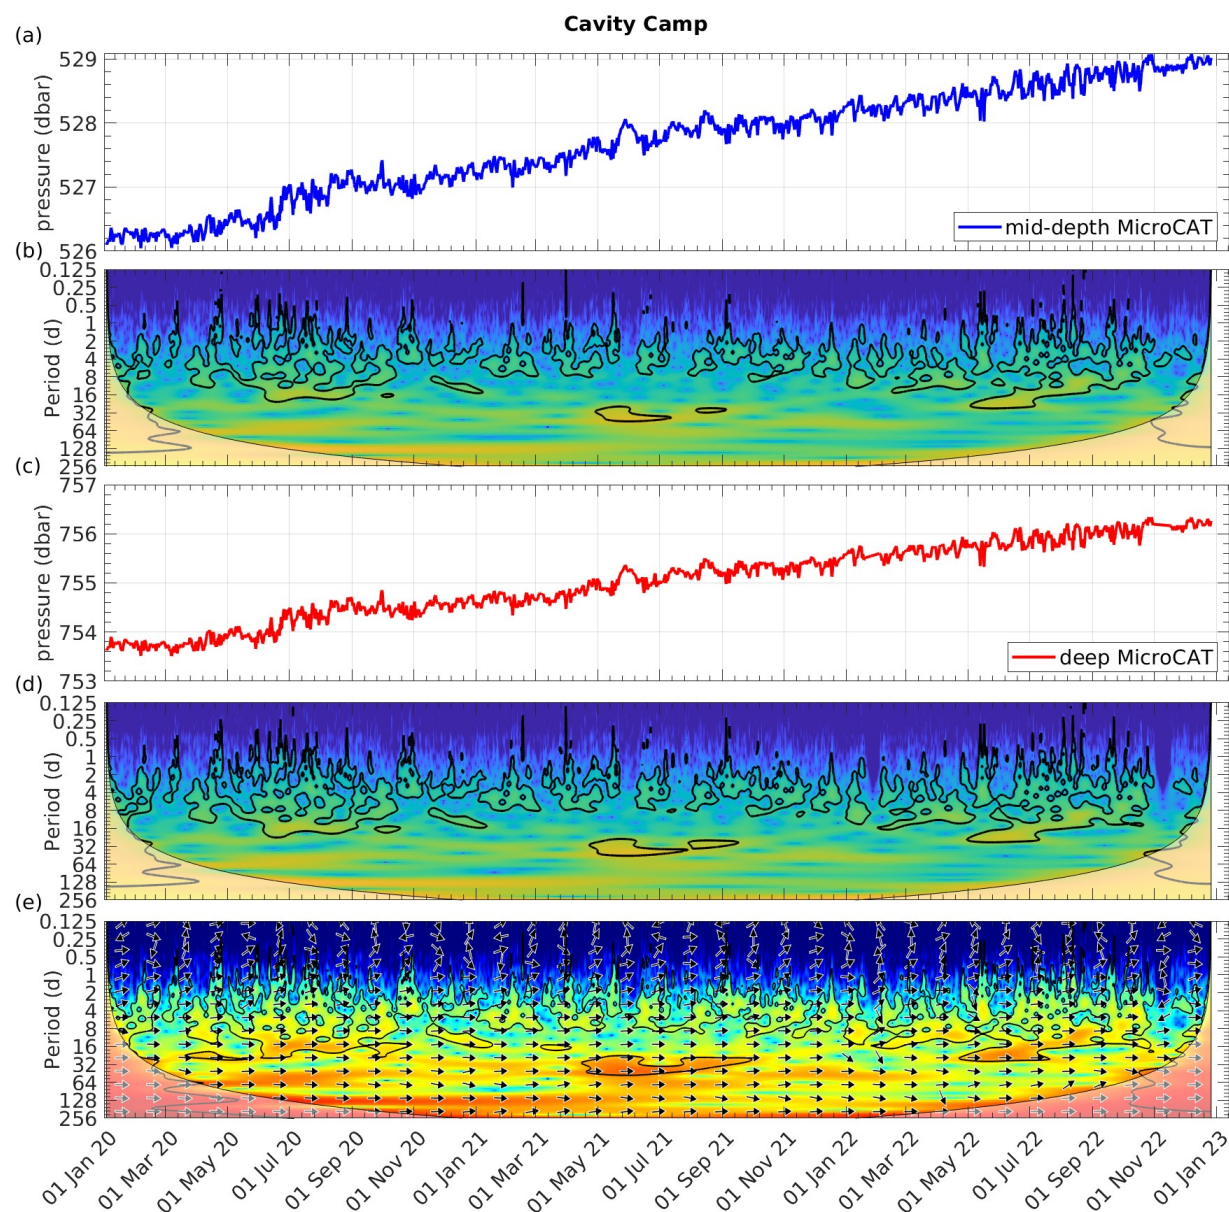 Cavity Camp
(a)
529
528
527
526
pressure (dbar)
mid-depth MicroCAT
(b)
0.125
0.25
0.5
1
2
4
8
16
32
64
128
256
Period (d)
(c)
757
756
755
754
753
pressure (dbar)
deep MicroCAT
(d)
0.125
0.25
0.5
1
2
4
8
16
32
64
128
256
Period (d)
(e)
0.125
0.25
0.5
1
2
4
8
16
32
64
128
256
Period (d)
01 Jan 20
01 Mar 20
01 May 20
01 Jul 20
01 Sep 20
01 Nov 20
01 Jan 21
01 Mar 21
01 May 21
01 Jul 21
01 Sep 21
01 Nov 21
01 Jan 22
01 Mar 22
01 May 22
01 Jul 22
01 Sep 22
01 Nov 22
01 Jan 23